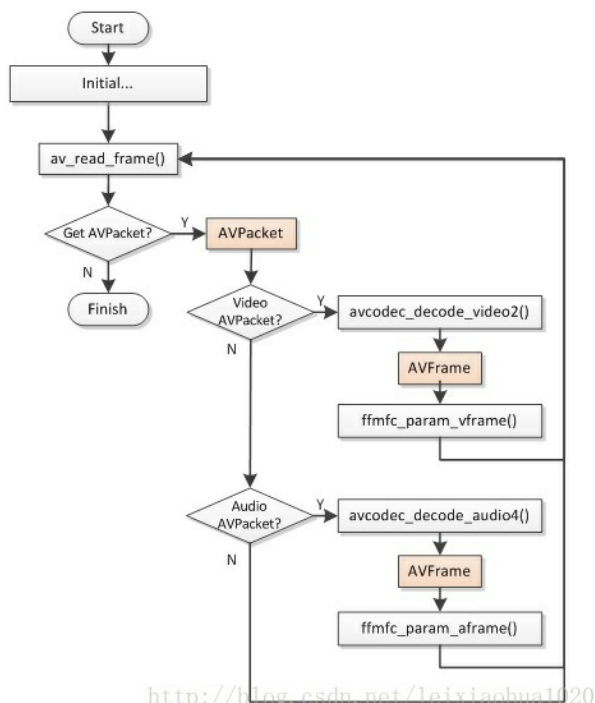 Start
Initial...
av_read_frame()
Get AVPacket?
Y
AVPacket
N
Finish
Video
AVPacket?
Y
avcodec_decode_video2()
N
AVFrame
ffmfc_param_vframe()
Audio
AVPacket?
Y
avcodec_decode_audio4()
N
AVFrame
ffmfc_param_aframe()
http://blog.csdn.net/leixiaohua1020